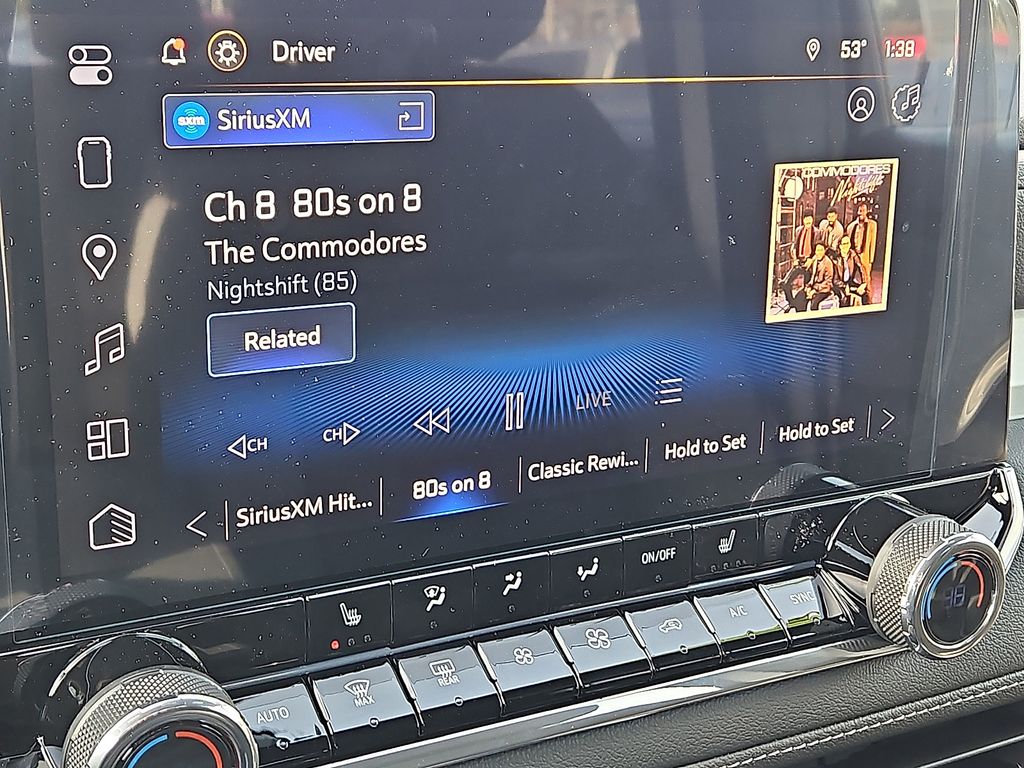 Driver
53° 1:38
sxm SiriusXM
Ch 8 80s on 8
The Commodores
Nightshift (85)
Related
COMMODORES
Nightshift
CH
CH
LIVE
SiriusXM Hit...
80s on 8
Classic Rewi...
Hold to Set
Hold to Set
ON/OFF
AUTO
MAX
REAR
A/C
SYNC